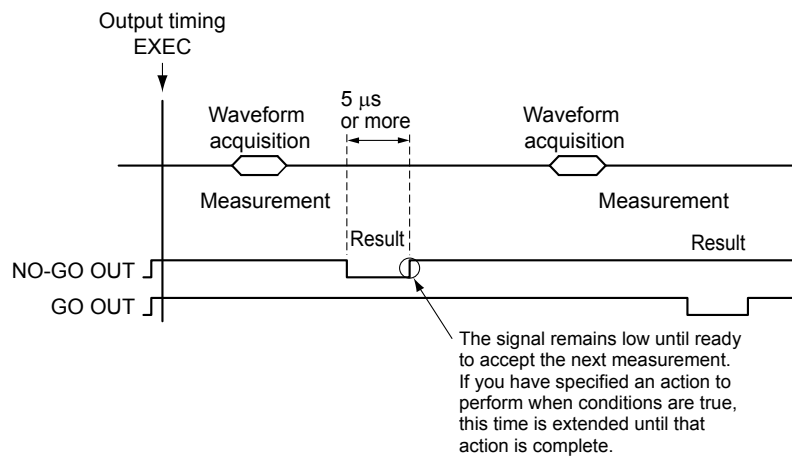 Output timing
EXEC
5 μs
or more
Waveform
acquisition
Waveform
acquisition
Measurement
Measurement
Result
Result
NO-GO OUT
GO OUT
The signal remains low until ready
to accept the next measurement.
If you have specified an action to
perform when conditions are true,
this time is extended until that
action is complete.